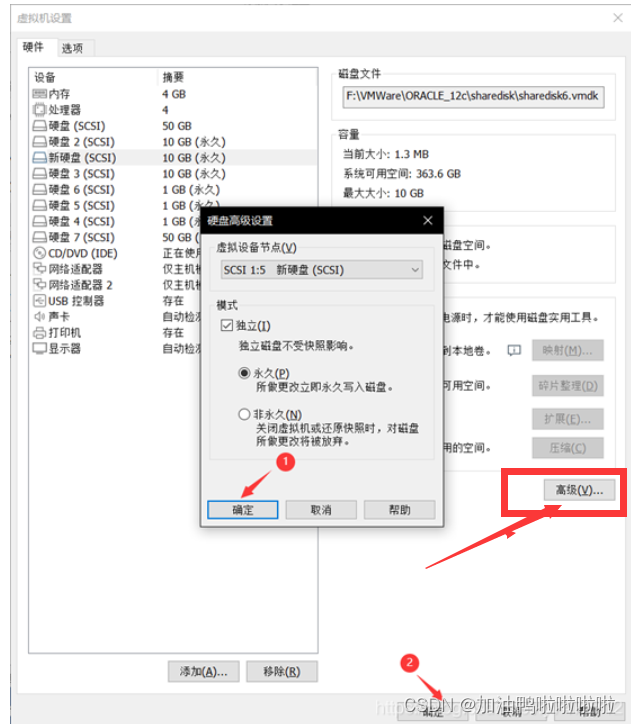 虚拟机设置
硬件 选项
设备 摘要
内存 4 GB
处理器 4
硬盘 (SCSI) 50 GB
硬盘 2 (SCSI) 10 GB (永久)
新硬盘 (SCSI) 10 GB (永久)
硬盘 3 (SCSI) 10 GB (永久)
硬盘 6 (SCSI) 1 GB (永久)
硬盘 5 (SCSI) 1 GB (永久)
硬盘 4 (SCSI) 1 GB (永
硬盘 7 (SCSI) 50 GB
CD/DVD (IDE) 正在使
网络适配器 仅主机
网络适配器 2 仅主机
USB 控制器 存在
声卡 自动检
打印机 存在
显示器 自动检
添加(A)... 移除(R)
磁盘文件
F:\VMWare\ORACLE_12c\sharedisk\sharedisk6.vmdk
容量
当前大小: 1.3 MB
系统可用空间: 363.6 GB
最大大小: 10 GB
磁盘空间。
文件中。
电源时，才能使用磁盘实用工具。
到本地卷。 映射(M)...
可用空间。 碎片整理(D)
扩展(E)...
用的空间。 压缩(C)
高级(V)...
硬盘高级设置
虚拟设备节点(V)
SCSI 1:5 新硬盘 (SCSI)
模式
独立(I)
独立磁盘不受快照影响。
永久(P)
所做更改立即永久写入磁盘。
非永久(N)
关闭虚拟机或还原快照时，对磁盘
所做更改将被放弃。
1
确定 取消 帮助
2
确定 取消 帮助
CSDN @加油鸭啦啦啦啦